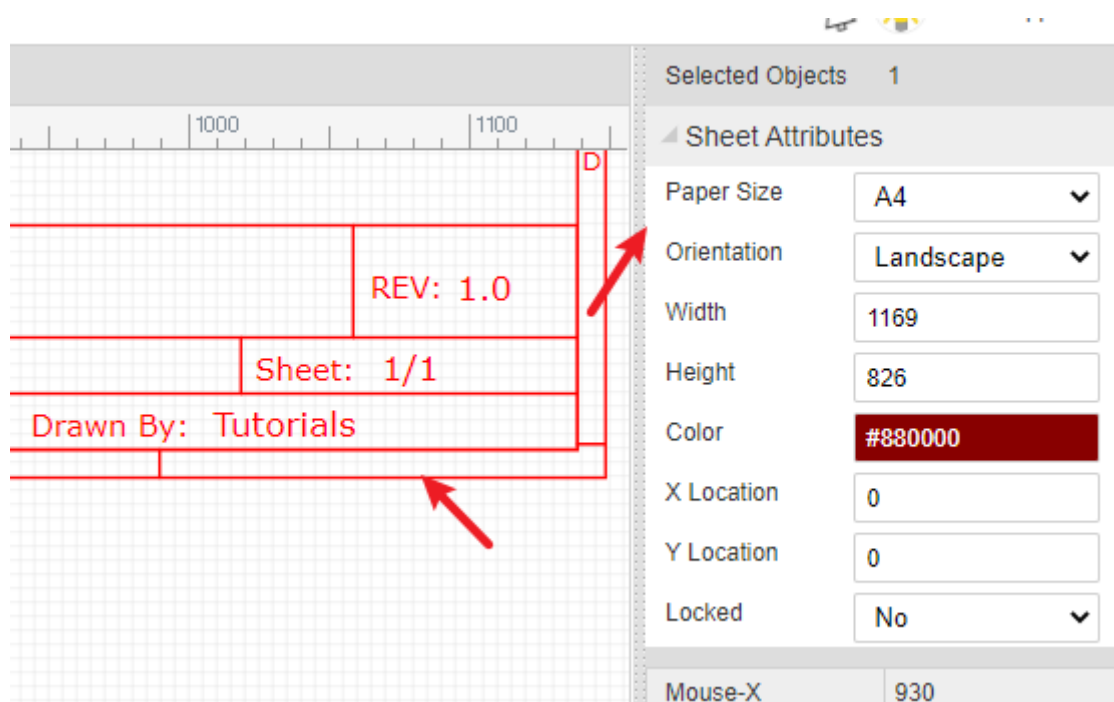 Selected Objects 1
1000 1100
Sheet Attributes
D
Paper Size A4
Orientation Landscape
REV: 1.0
Width 1169
Sheet: 1/1
Height 826
Drawn By: Tutorials
Color #880000
X Location 0
Y Location 0
Locked No
Mouse-X 930